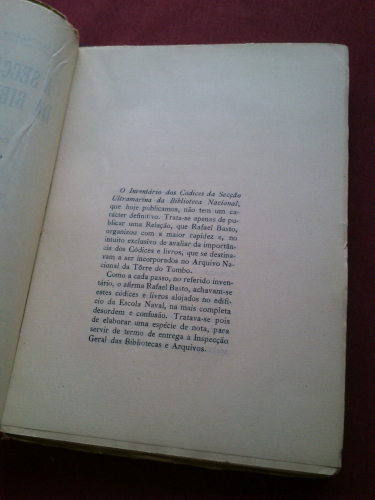 A SECÇ
DA BIB
O Inventário dos Códices da Secção
Ultramarina da Biblioteca Nacional,
que hoje publicamos, não tem um ca-
rácter definitivo. Trata-se apenas de pu-
blicar uma Relação, que Rafael Basto,
organizou com a maior rapidez e, no
intuito exclusivo de avaliar da importân-
cia dos Códices e livros, que se destina-
vam a ser incorporados no Arquivo Na-
cional da Tôrre do Tombo.
Como a cada passo, no referido inven-
tário, o afirma Rafael Basto, achavam-se
estes códices e livros alojados no edifí-
cio da Escola Naval, na mais completa
desordem e confusão. Tratava-se pois
de elaborar uma espécie de nota, para
servir de termo de entrega à Inspecção
Geral das Bibliotecas e Arquivos.